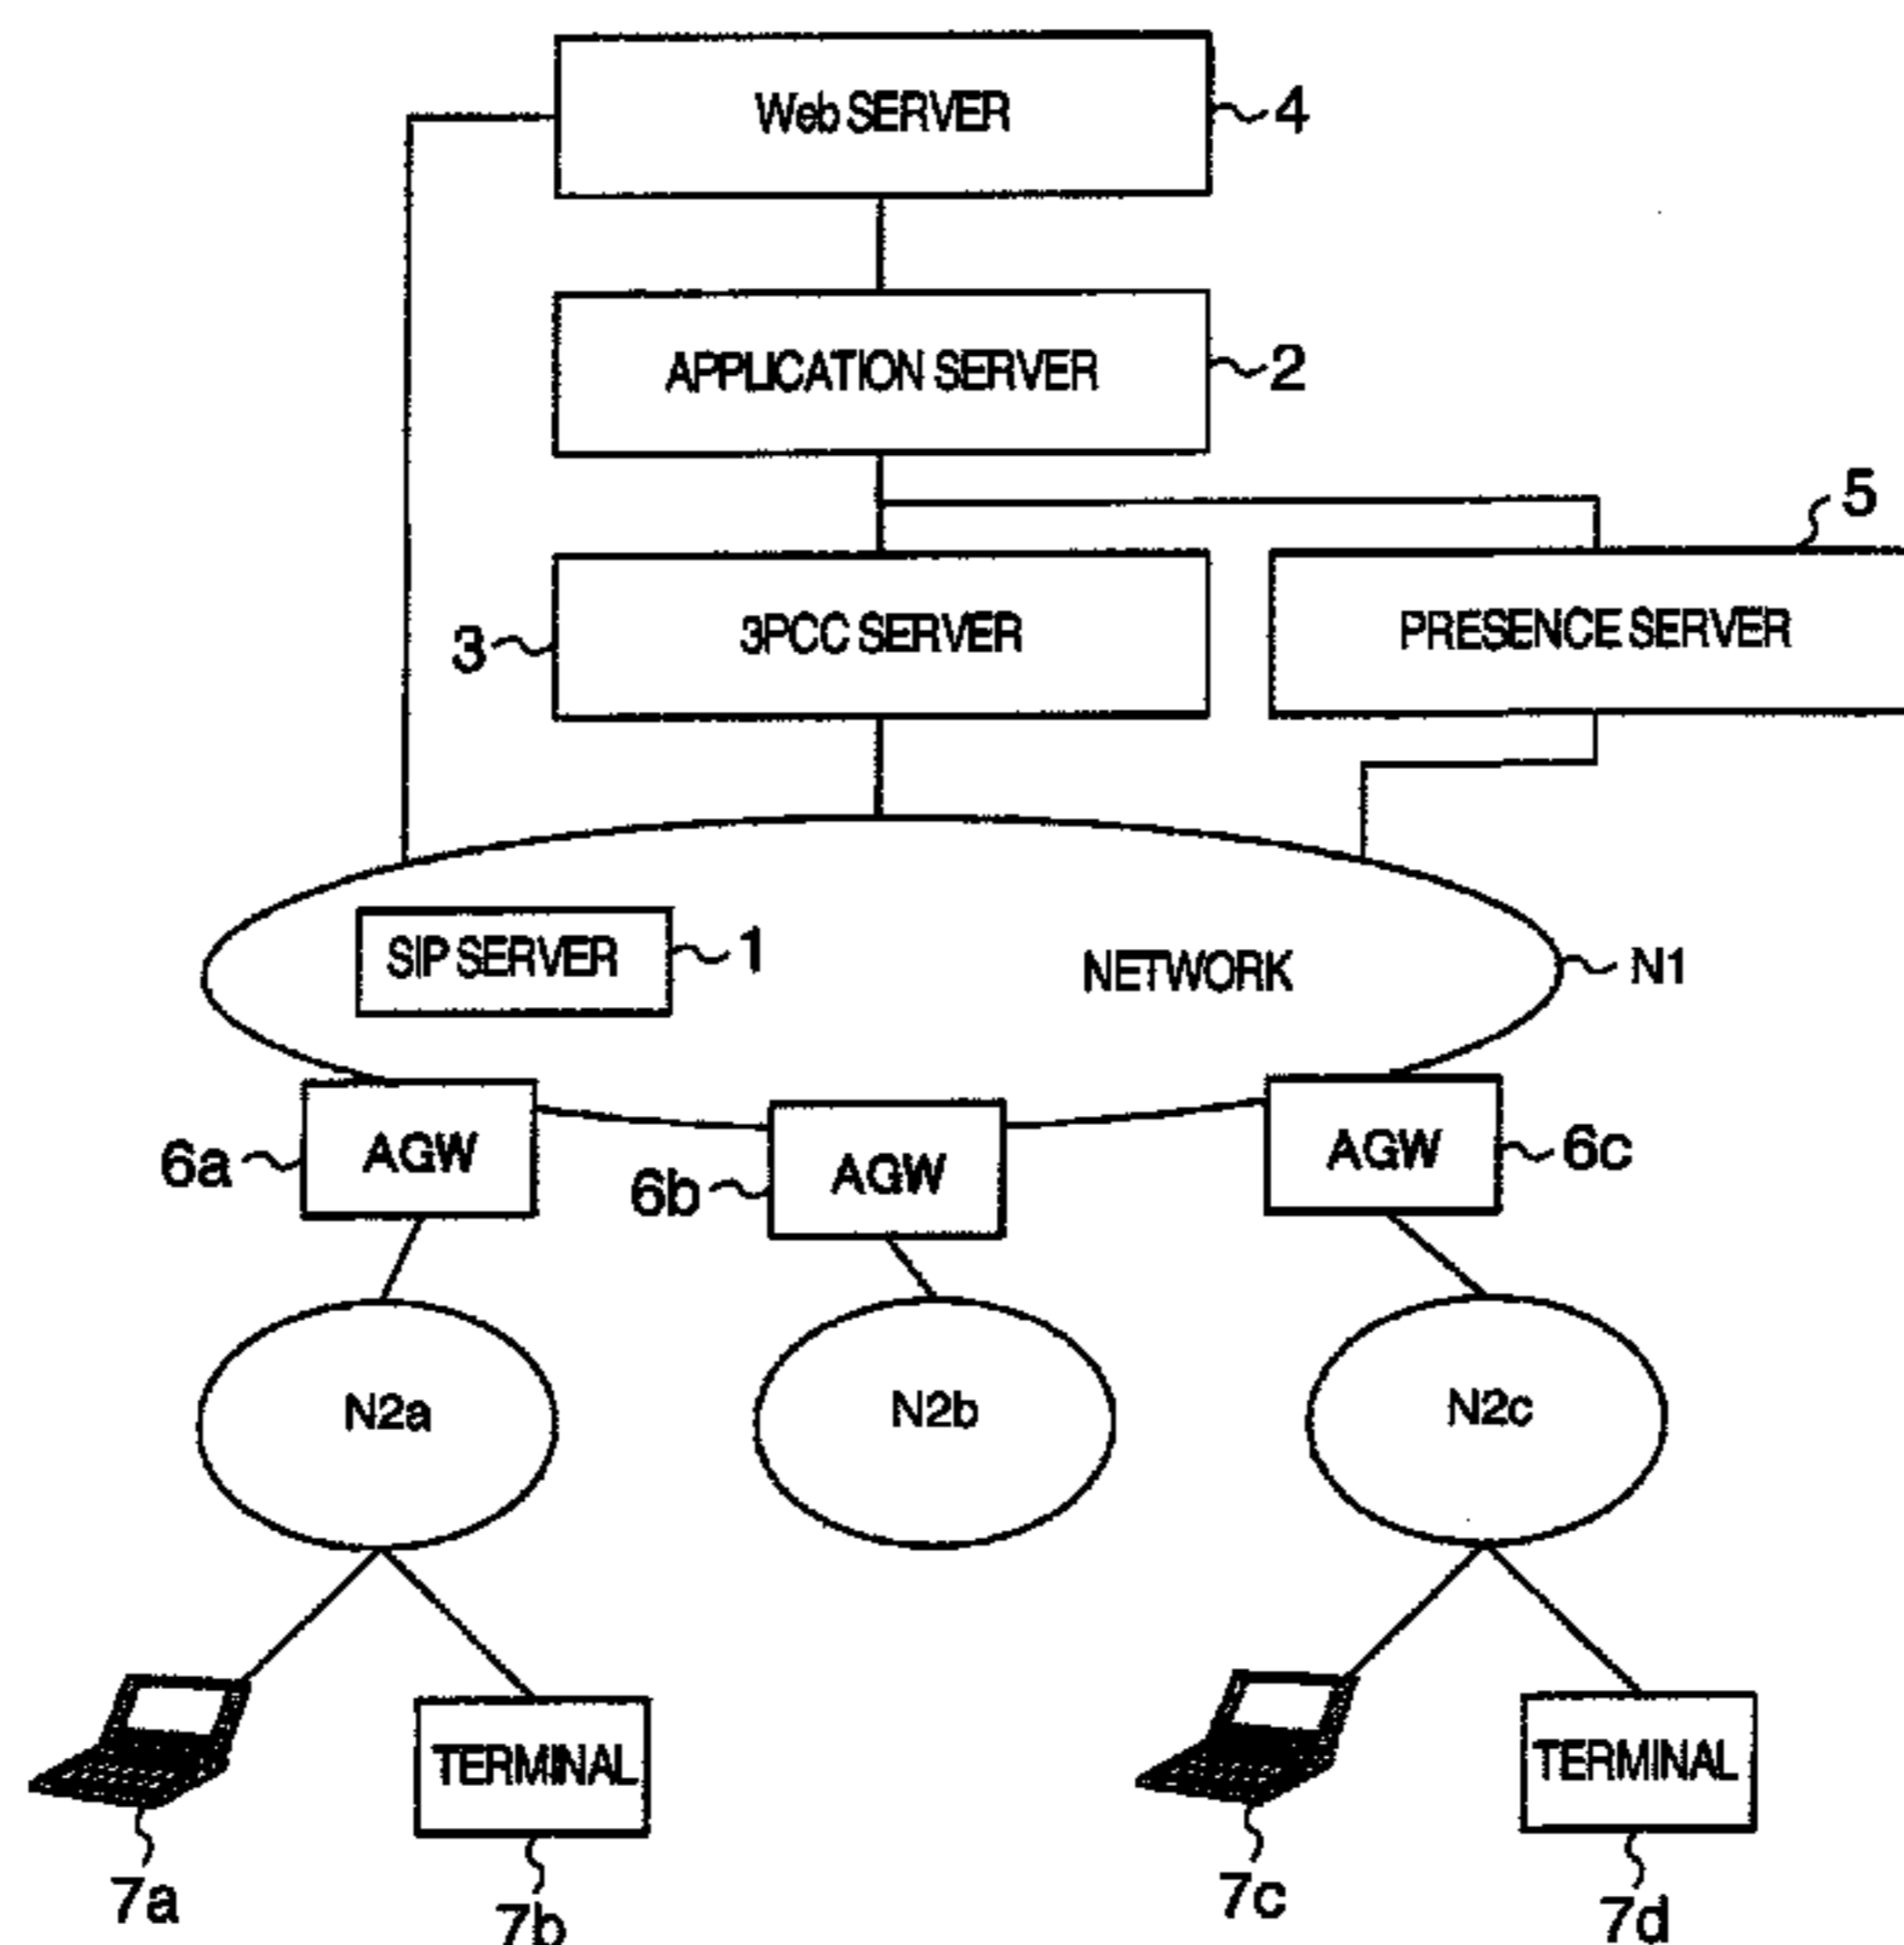 Web SERVER
4
APPLICATION SERVER
2
5
3
3PCC SERVER
PRESENCE SERVER
SIP SERVER
1
NETWORK
N1
6a
AGW
6b
AGW
AGW
6c
N2a
N2b
N2c
TERMINAL
TERMINAL
7a
7b
7c
7d